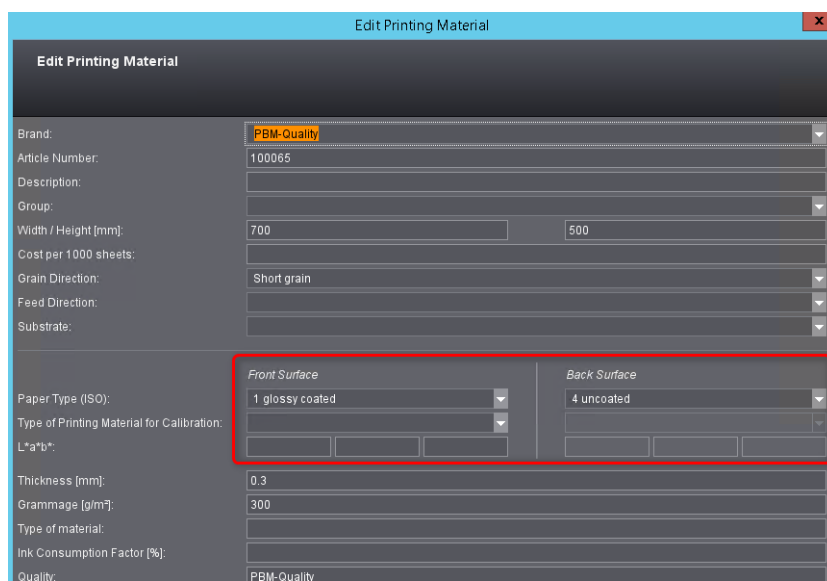 Edit Printing Material
x
Edit Printing Material
Brand: PBM-Quality
Article Number: 100065
Description:
Group:
Width / Height [mm]: 700 500
Cost per 1000 sheets:
Grain Direction: Short grain
Feed Direction:
Substrate:
Front Surface Back Surface
Paper Type (ISO): 1 glossy coated 4 uncoated
Type of Printing Material for Calibration:
L*a*b*:
Thickness [mm]: 0.3
Grammage [g/m²]: 300
Type of material:
Ink Consumption Factor [%]:
Quality: PBM-Quality